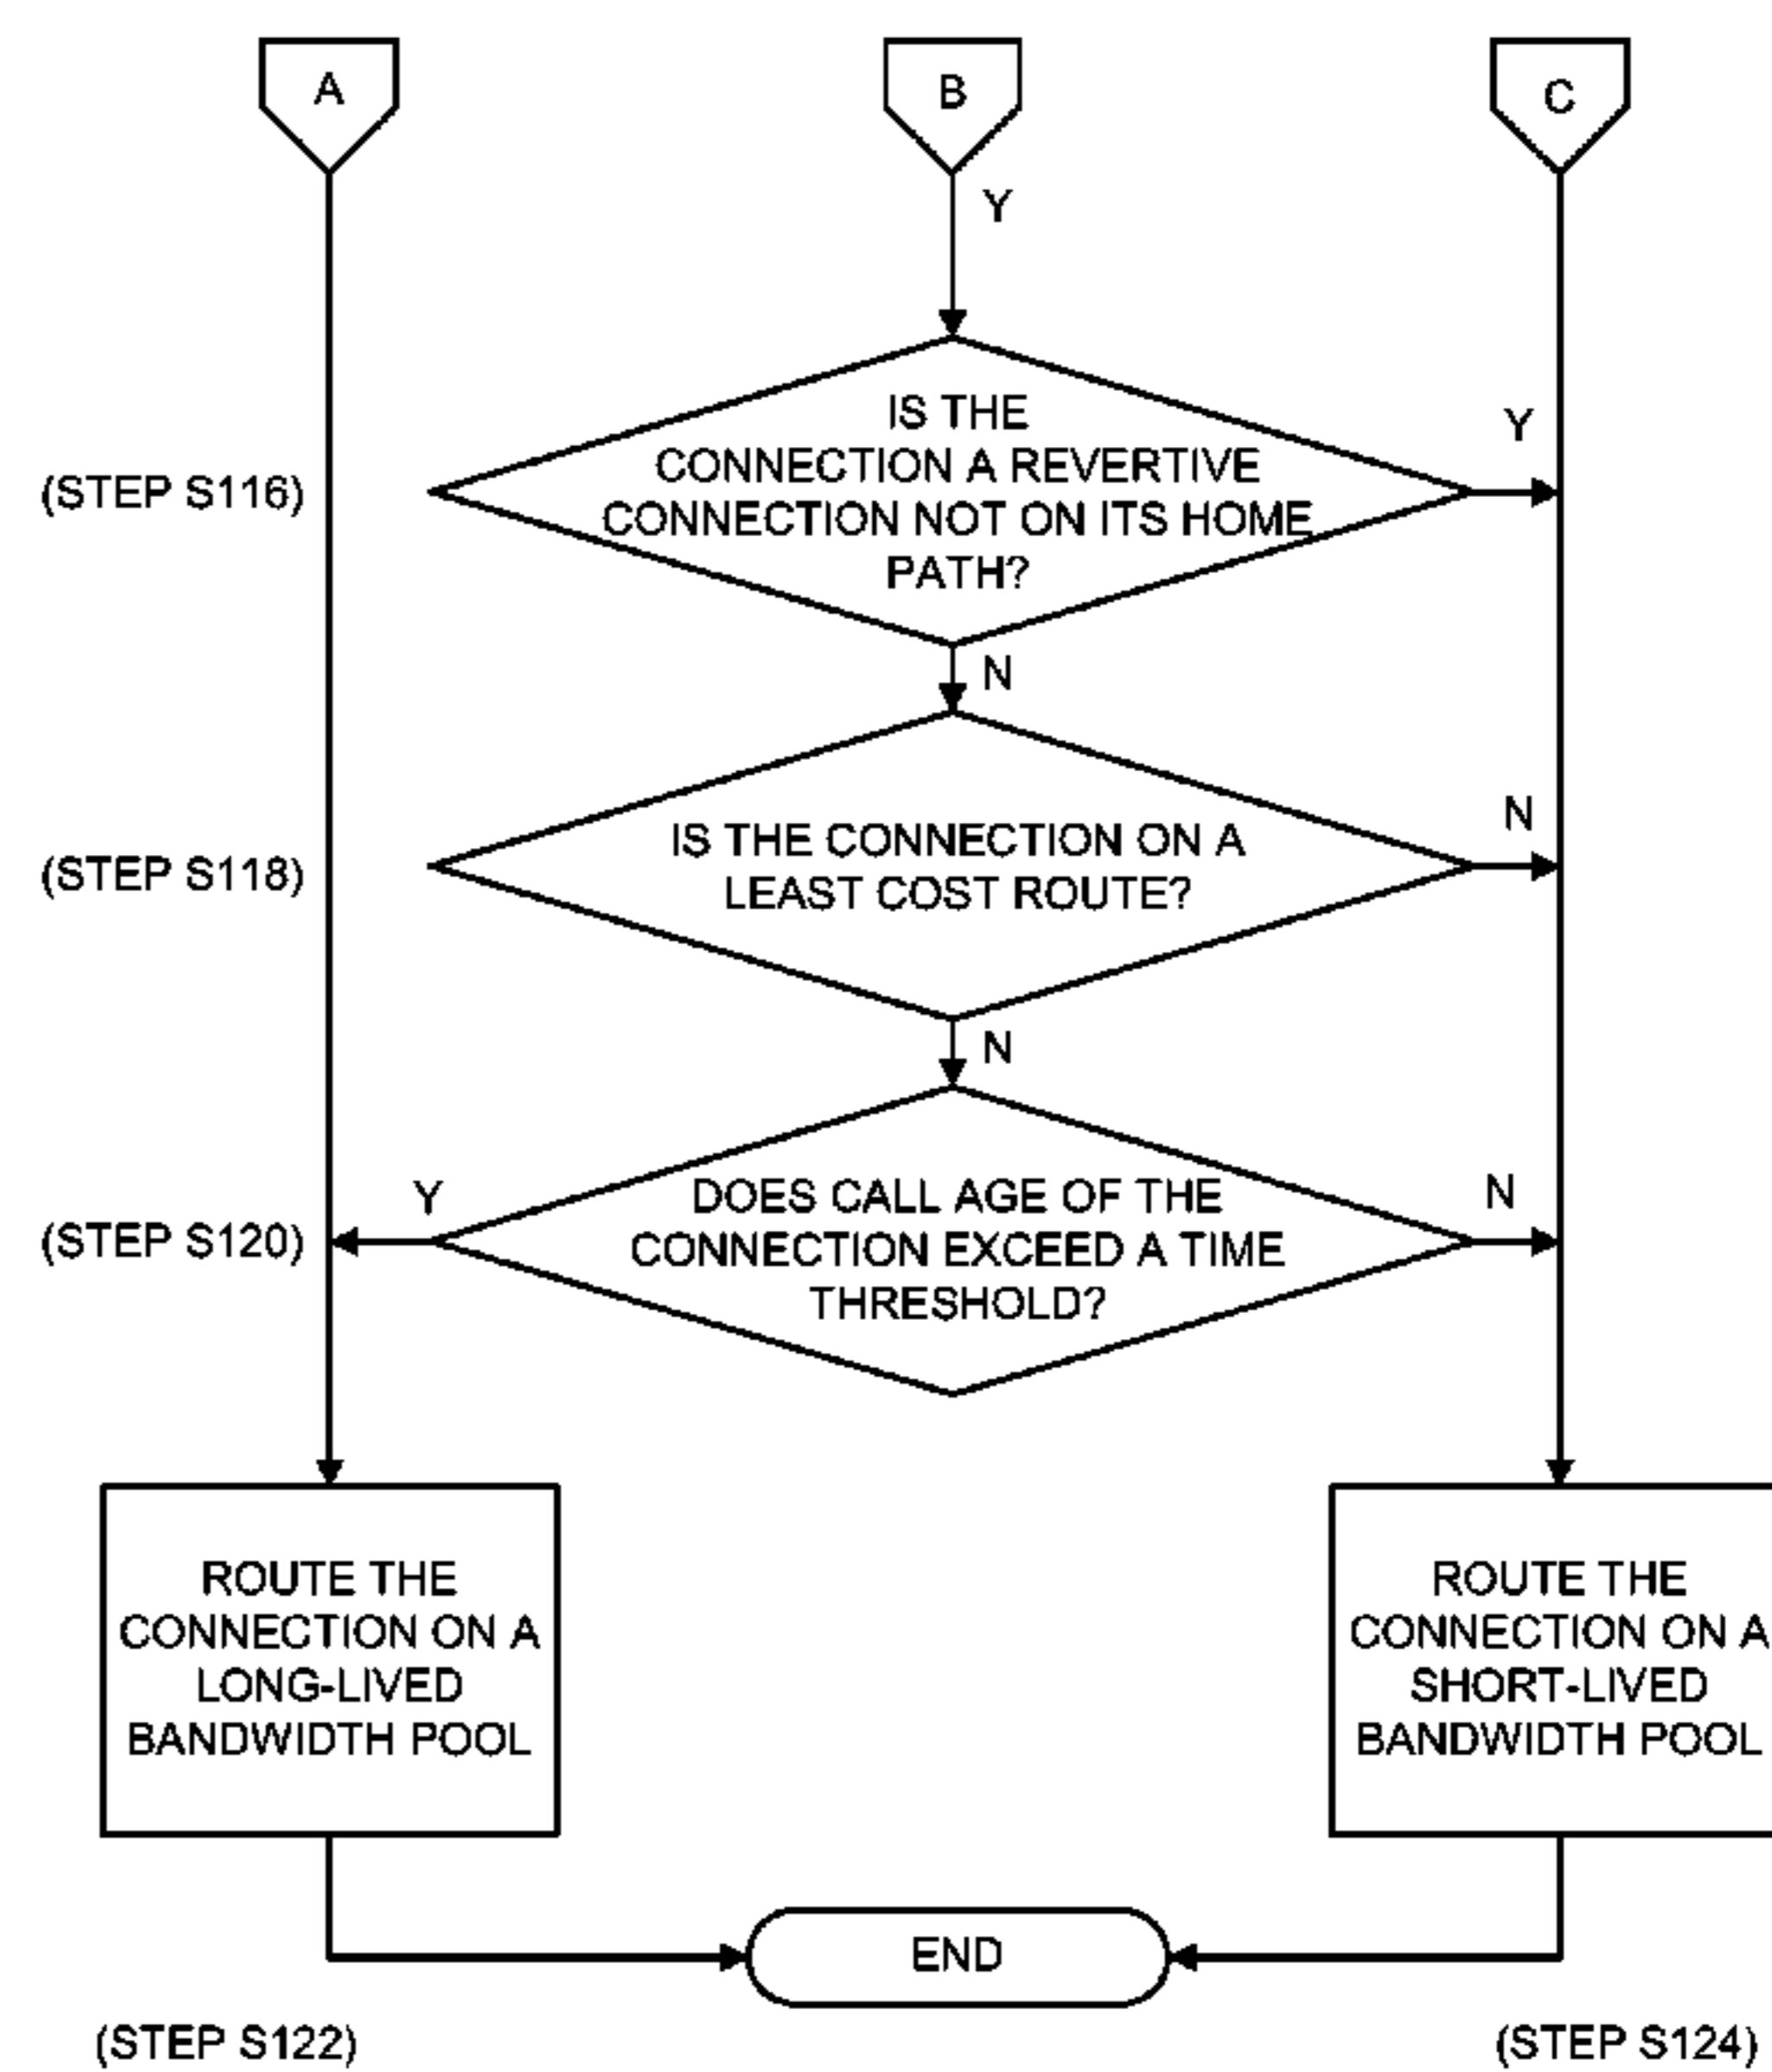 A
B
C
Y
IS THE
CONNECTION A REVERTIVE
CONNECTION NOT ON ITS HOME
PATH?
Y
(STEP S116)
N
IS THE CONNECTION ON A
LEAST COST ROUTE?
N
(STEP S118)
N
DOES CALL AGE OF THE
CONNECTION EXCEED A TIME
THRESHOLD?
Y
N
(STEP S120)
ROUTE THE
CONNECTION ON A
LONG-LIVED
BANDWIDTH POOL
ROUTE THE
CONNECTION ON A
SHORT-LIVED
BANDWIDTH POOL
END
(STEP S122)
(STEP S124)